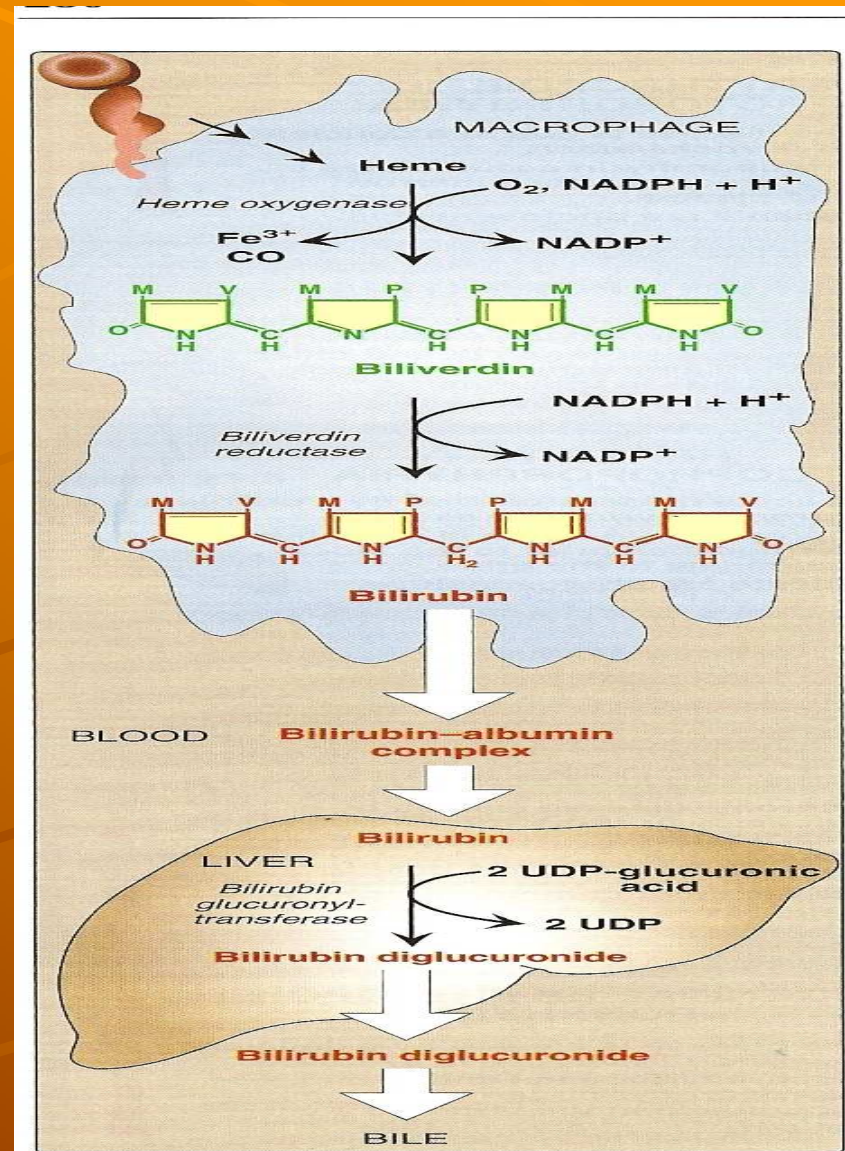 MACROPHAGE
Heme
O₂, NADPH + H⁺
Heme oxygenase
Fe³⁺
CO
NADP⁺
M V M P P M M V
O N H C H N C H N H C H N H O
Biliverdin
NADPH + H⁺
Biliverdin
reductase
NADP⁺
M V M P P M M V
O N H C H N H C H₂ N H C H N H O
Bilirubin
BLOOD
Bilirubin–albumin
complex
Bilirubin
LIVER
2 UDP-glucuronic
acid
Bilirubin
glucuronyl-
transferase
2 UDP
Bilirubin diglucuronide
Bilirubin diglucuronide
BILE